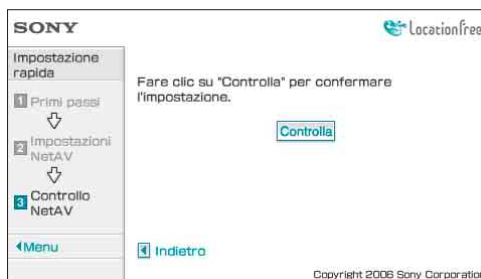 SONY
LocationFree
Impostazione
rapida
1 Primi passi
2 Impostazioni
NetAV
3 Controllo
NetAV
Menu
Fare clic su "Controlla" per confermare
l'impostazione.
Controlla
Indietro
Copyright 2006 Sony Corporation